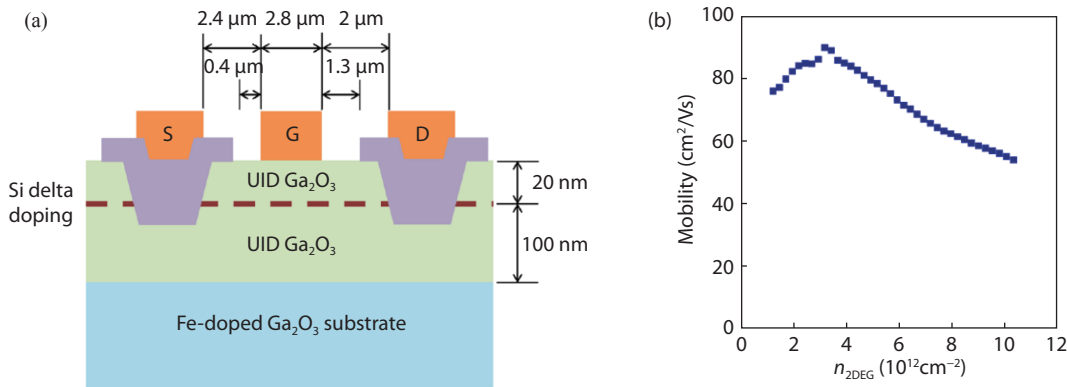 (a)
2.4 μm 2.8 μm 2 μm
0.4 μm 1.3 μm
S G D
UID Ga₂O₃
20 nm
Si delta
doping
UID Ga₂O₃
100 nm
Fe-doped Ga₂O₃ substrate
(b)
100
80
60
40
20
0
Mobility (cm²/Vs)
0 2 4 6 8 10 12
n₂DEG (10¹²cm⁻²)